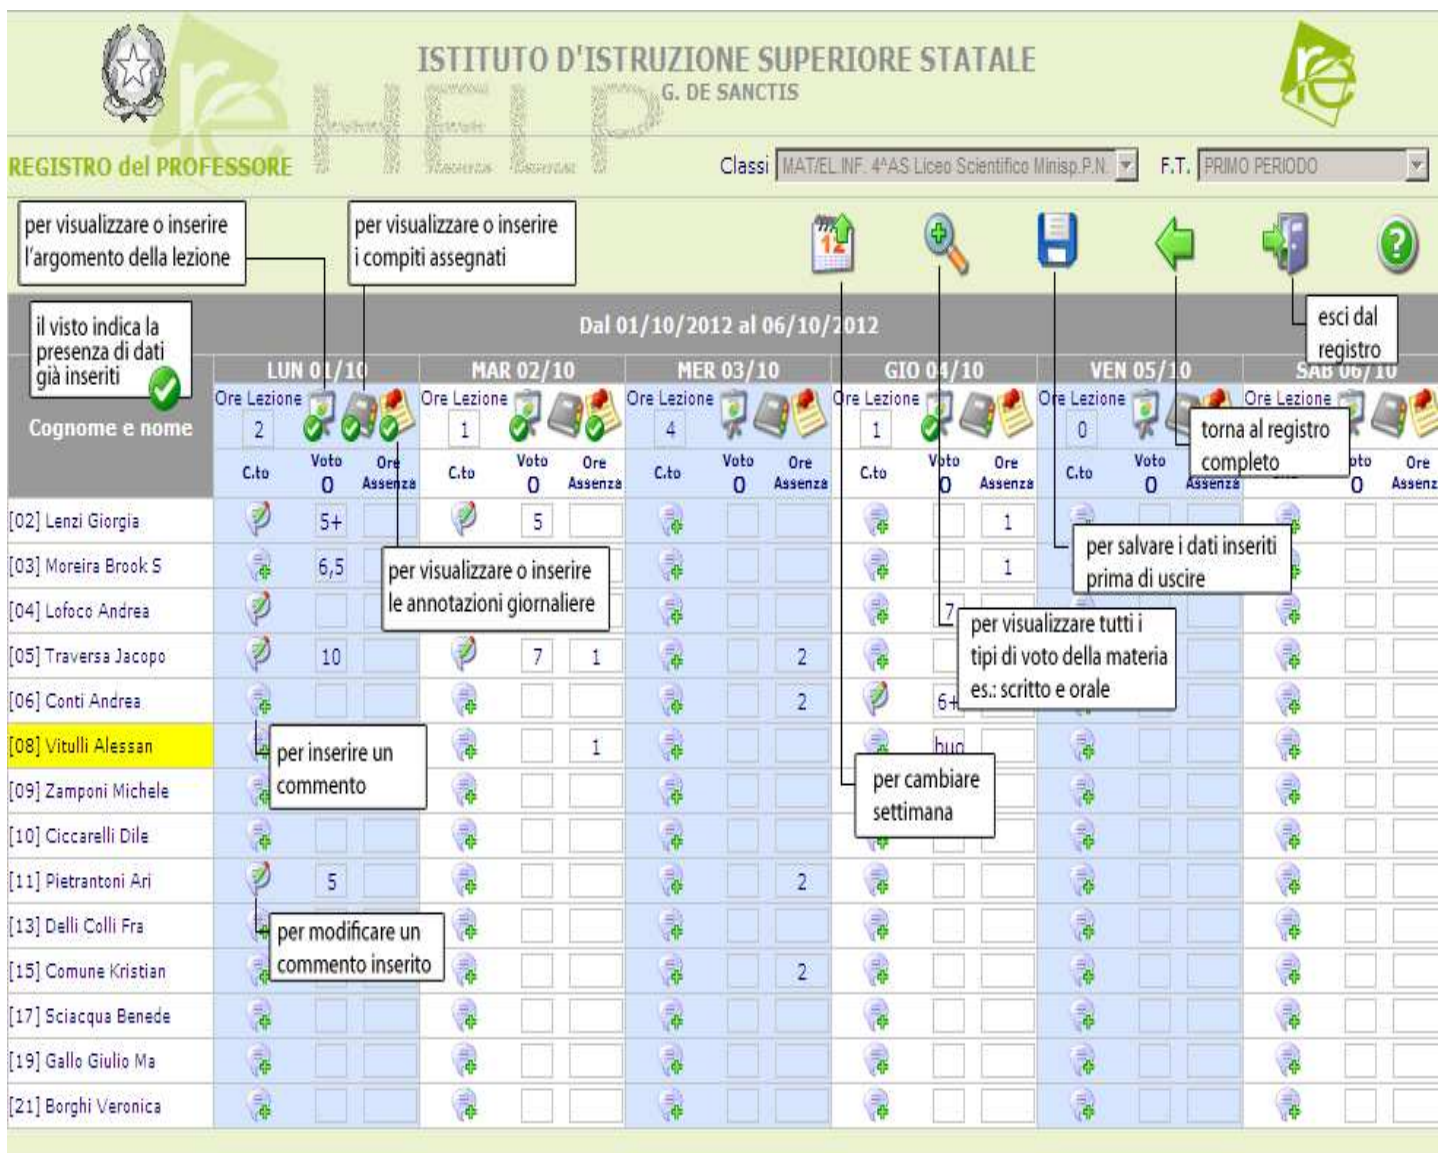 ISTITUTO D'ISTRUZIONE SUPERIORE STATALE
G. DE SANCTIS
re
HELP
re
REGISTRO del PROFESSORE
Classi MAT/EL.INF. 4^AS Liceo Scientifico Minisp.P.N. F.T. PRIMO PERIODO
per visualizzare o inserire
l'argomento della lezione
per visualizzare o inserire
i compiti assegnati
12
?
il visto indica la
presenza di dati
già inseriti
esci dal
registro
Dal 01/10/2012 al 06/10/2012
LUN 01/10 MAR 02/10 MER 03/10 GIO 04/10 VEN 05/10 SAB 06/10
Cognome e nome
Ore Lezione Ore Lezione Ore Lezione Ore Lezione Ore Lezione Ore Lezione
2 1 4 1 0
torna al registro
completo
C.to Voto O Ore Assenza C.to Voto O Ore Assenza C.to Voto O Ore Assenza C.to Voto O Ore Assenza C.to Voto O Ore Assenza O Ore
[02] Lenzi Giorgia 5+ 5 1
[03] Moreira Brook S 6,5 1
per visualizzare o inserire
le annotazioni giornaliere
per salvare i dati inseriti
prima di uscire
[04] Lofoco Andrea 7
per visualizzare tutti i
tipi di voto della materia
es.: scritto e orale
[05] Traversa Jacopo 10 7 1 2
[06] Conti Andrea 2 6+
[08] Vitulli Alessan 1 buo
per inserire un
commento
per cambiare
settimana
[09] Zamponi Michele
[10] Ciccarelli Dile
[11] Pietrantoni Ari 5 2
[13] Delli Colli Fra
per modificare un
commento inserito
[15] Comune Kristian 2
[17] Sciacqua Benede
[19] Gallo Giulio Ma
[21] Borghi Veronica